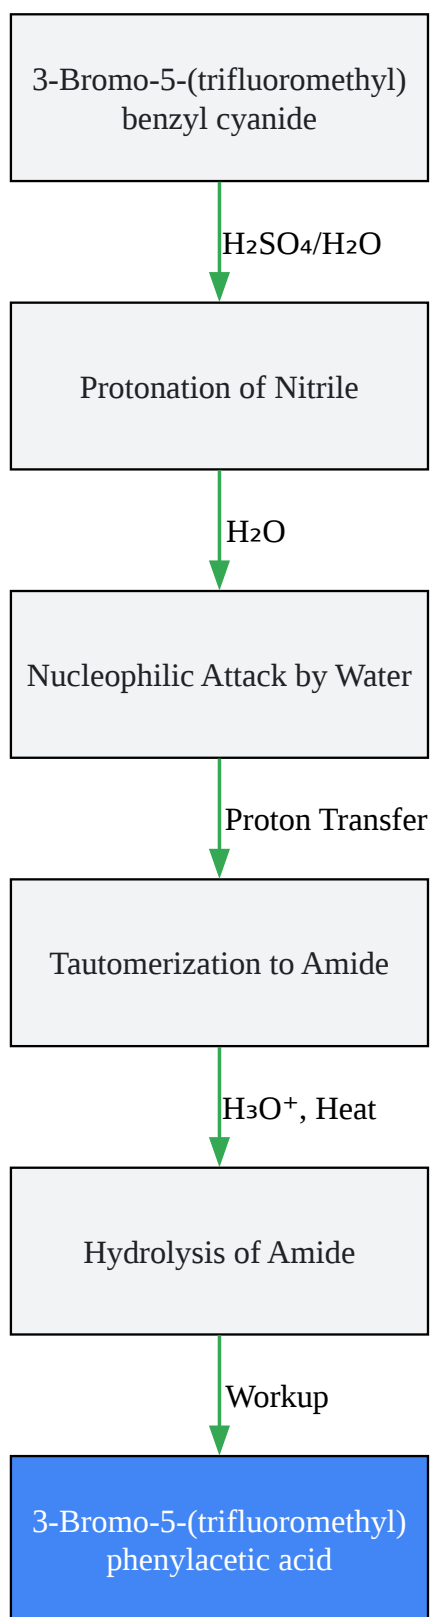 3-Bromo-5-(trifluoromethyl)
benzyl cyanide
H₂SO₄/H₂O
Protonation of Nitrile
H₂O
Nucleophilic Attack by Water
Proton Transfer
Tautomerization to Amide
H₃O⁺, Heat
Hydrolysis of Amide
Workup
3-Bromo-5-(trifluoromethyl)
phenylacetic acid